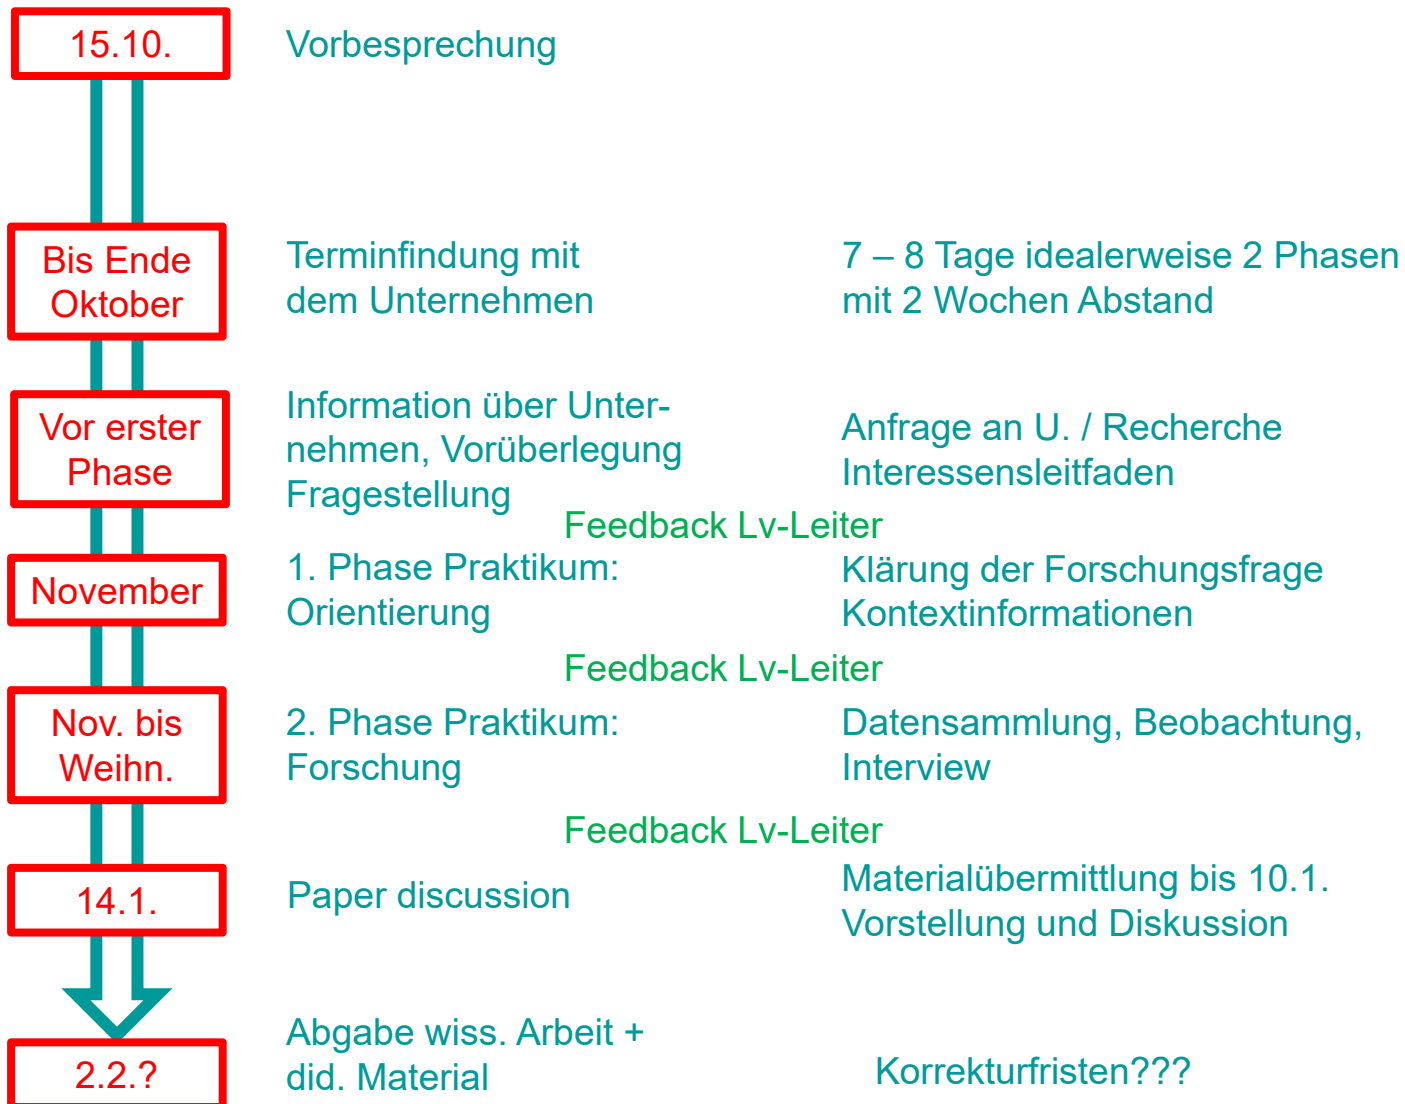 15.10.
Vorbesprechung
Bis Ende
Oktober
Terminfindung mit
dem Unternehmen
7 – 8 Tage idealerweise 2 Phasen
mit 2 Wochen Abstand
Vor erster
Phase
Information über Unter-
nehmen, Vorüberlegung
Fragestellung
Anfrage an U. / Recherche
Interessensleitfaden
Feedback Lv-Leiter
November
1. Phase Praktikum:
Orientierung
Klärung der Forschungsfrage
Kontextinformationen
Feedback Lv-Leiter
Nov. bis
Weihn.
2. Phase Praktikum:
Forschung
Datensammlung, Beobachtung,
Interview
Feedback Lv-Leiter
14.1.
Paper discussion
Materialübermittlung bis 10.1.
Vorstellung und Diskussion
2.2.?
Abgabe wiss. Arbeit +
did. Material
Korrekturfristen???